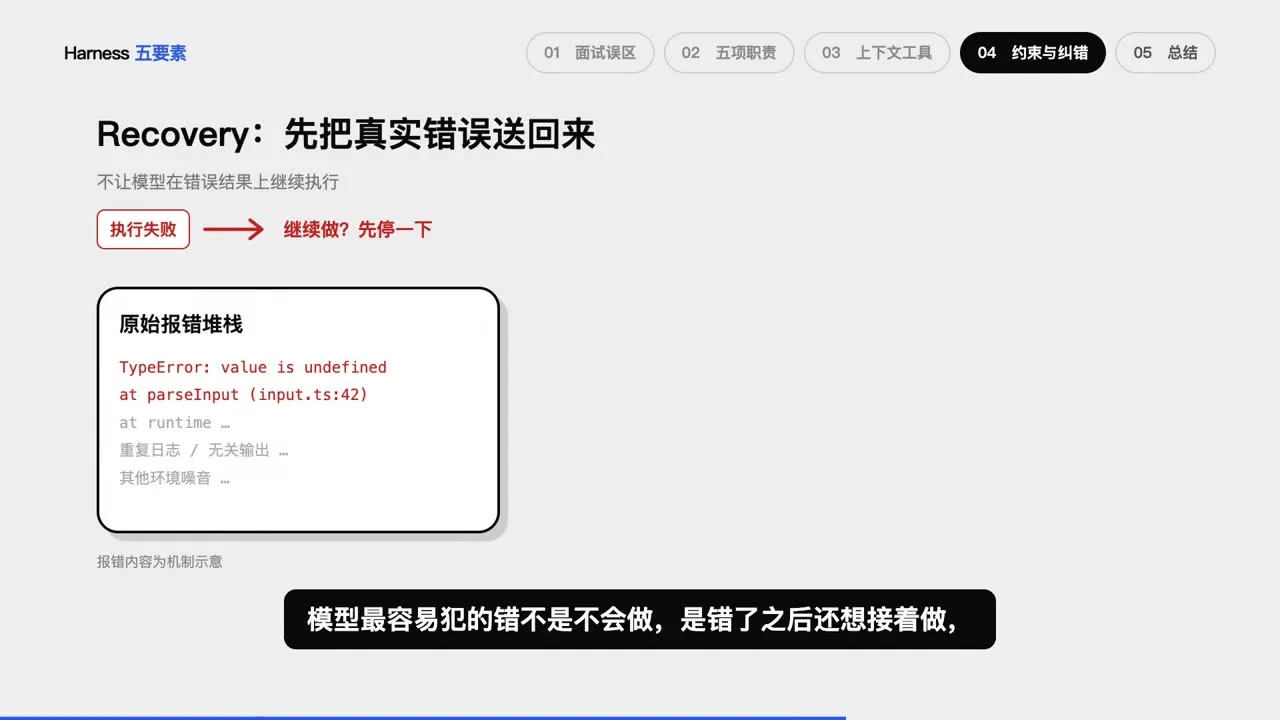 Harness 五要素
01 面试误区
02 五项职责
03 上下文工具
04 约束与纠错
05 总结
Recovery：先把真实错误送回来
不让模型在错误结果上继续执行
执行失败
继续做？先停一下
原始报错堆栈
TypeError: value is undefined
at parseInput (input.ts:42)
at runtime …
重复日志 / 无关输出 …
其他环境噪音 …
报错内容为机制示意
模型最容易犯的错不是不会做，是错了之后还想接着做，